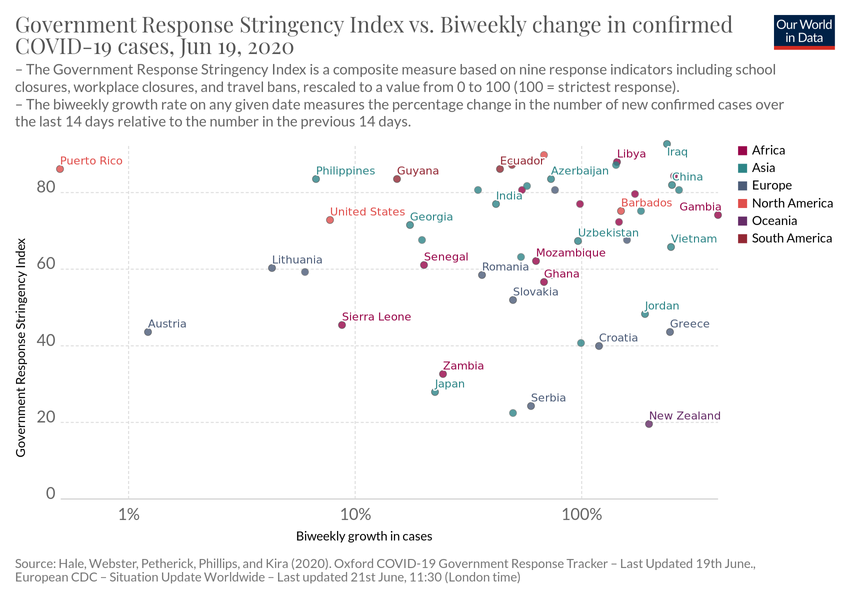 Government Response Stringency Index vs. Biweekly change in confirmed
COVID-19 cases, Jun 19, 2020
Our World
in Data
– The Government Response Stringency Index is a composite measure based on nine response indicators including school
closures, workplace closures, and travel bans, rescaled to a value from 0 to 100 (100 = strictest response).
– The biweekly growth rate on any given date measures the percentage change in the number of new confirmed cases over
the last 14 days relative to the number in the previous 14 days.
Puerto Rico
Philippines
Guyana
Ecuador
Azerbaijan
Libya
Iraq
China
India
United States
Georgia
Barbados
Gambia
Uzbekistan
Vietnam
Lithuania
Senegal
Mozambique
Romania
Ghana
Slovakia
Austria
Sierra Leone
Jordan
Greece
Croatia
Zambia
Japan
Serbia
New Zealand
Africa
Asia
Europe
North America
Oceania
South America
Government Response Stringency Index
80
60
40
20
0
1%
10%
100%
Biweekly growth in cases
Source: Hale, Webster, Petherick, Phillips, and Kira (2020). Oxford COVID-19 Government Response Tracker – Last Updated 19th June.,
European CDC – Situation Update Worldwide – Last updated 21st June, 11:30 (London time)